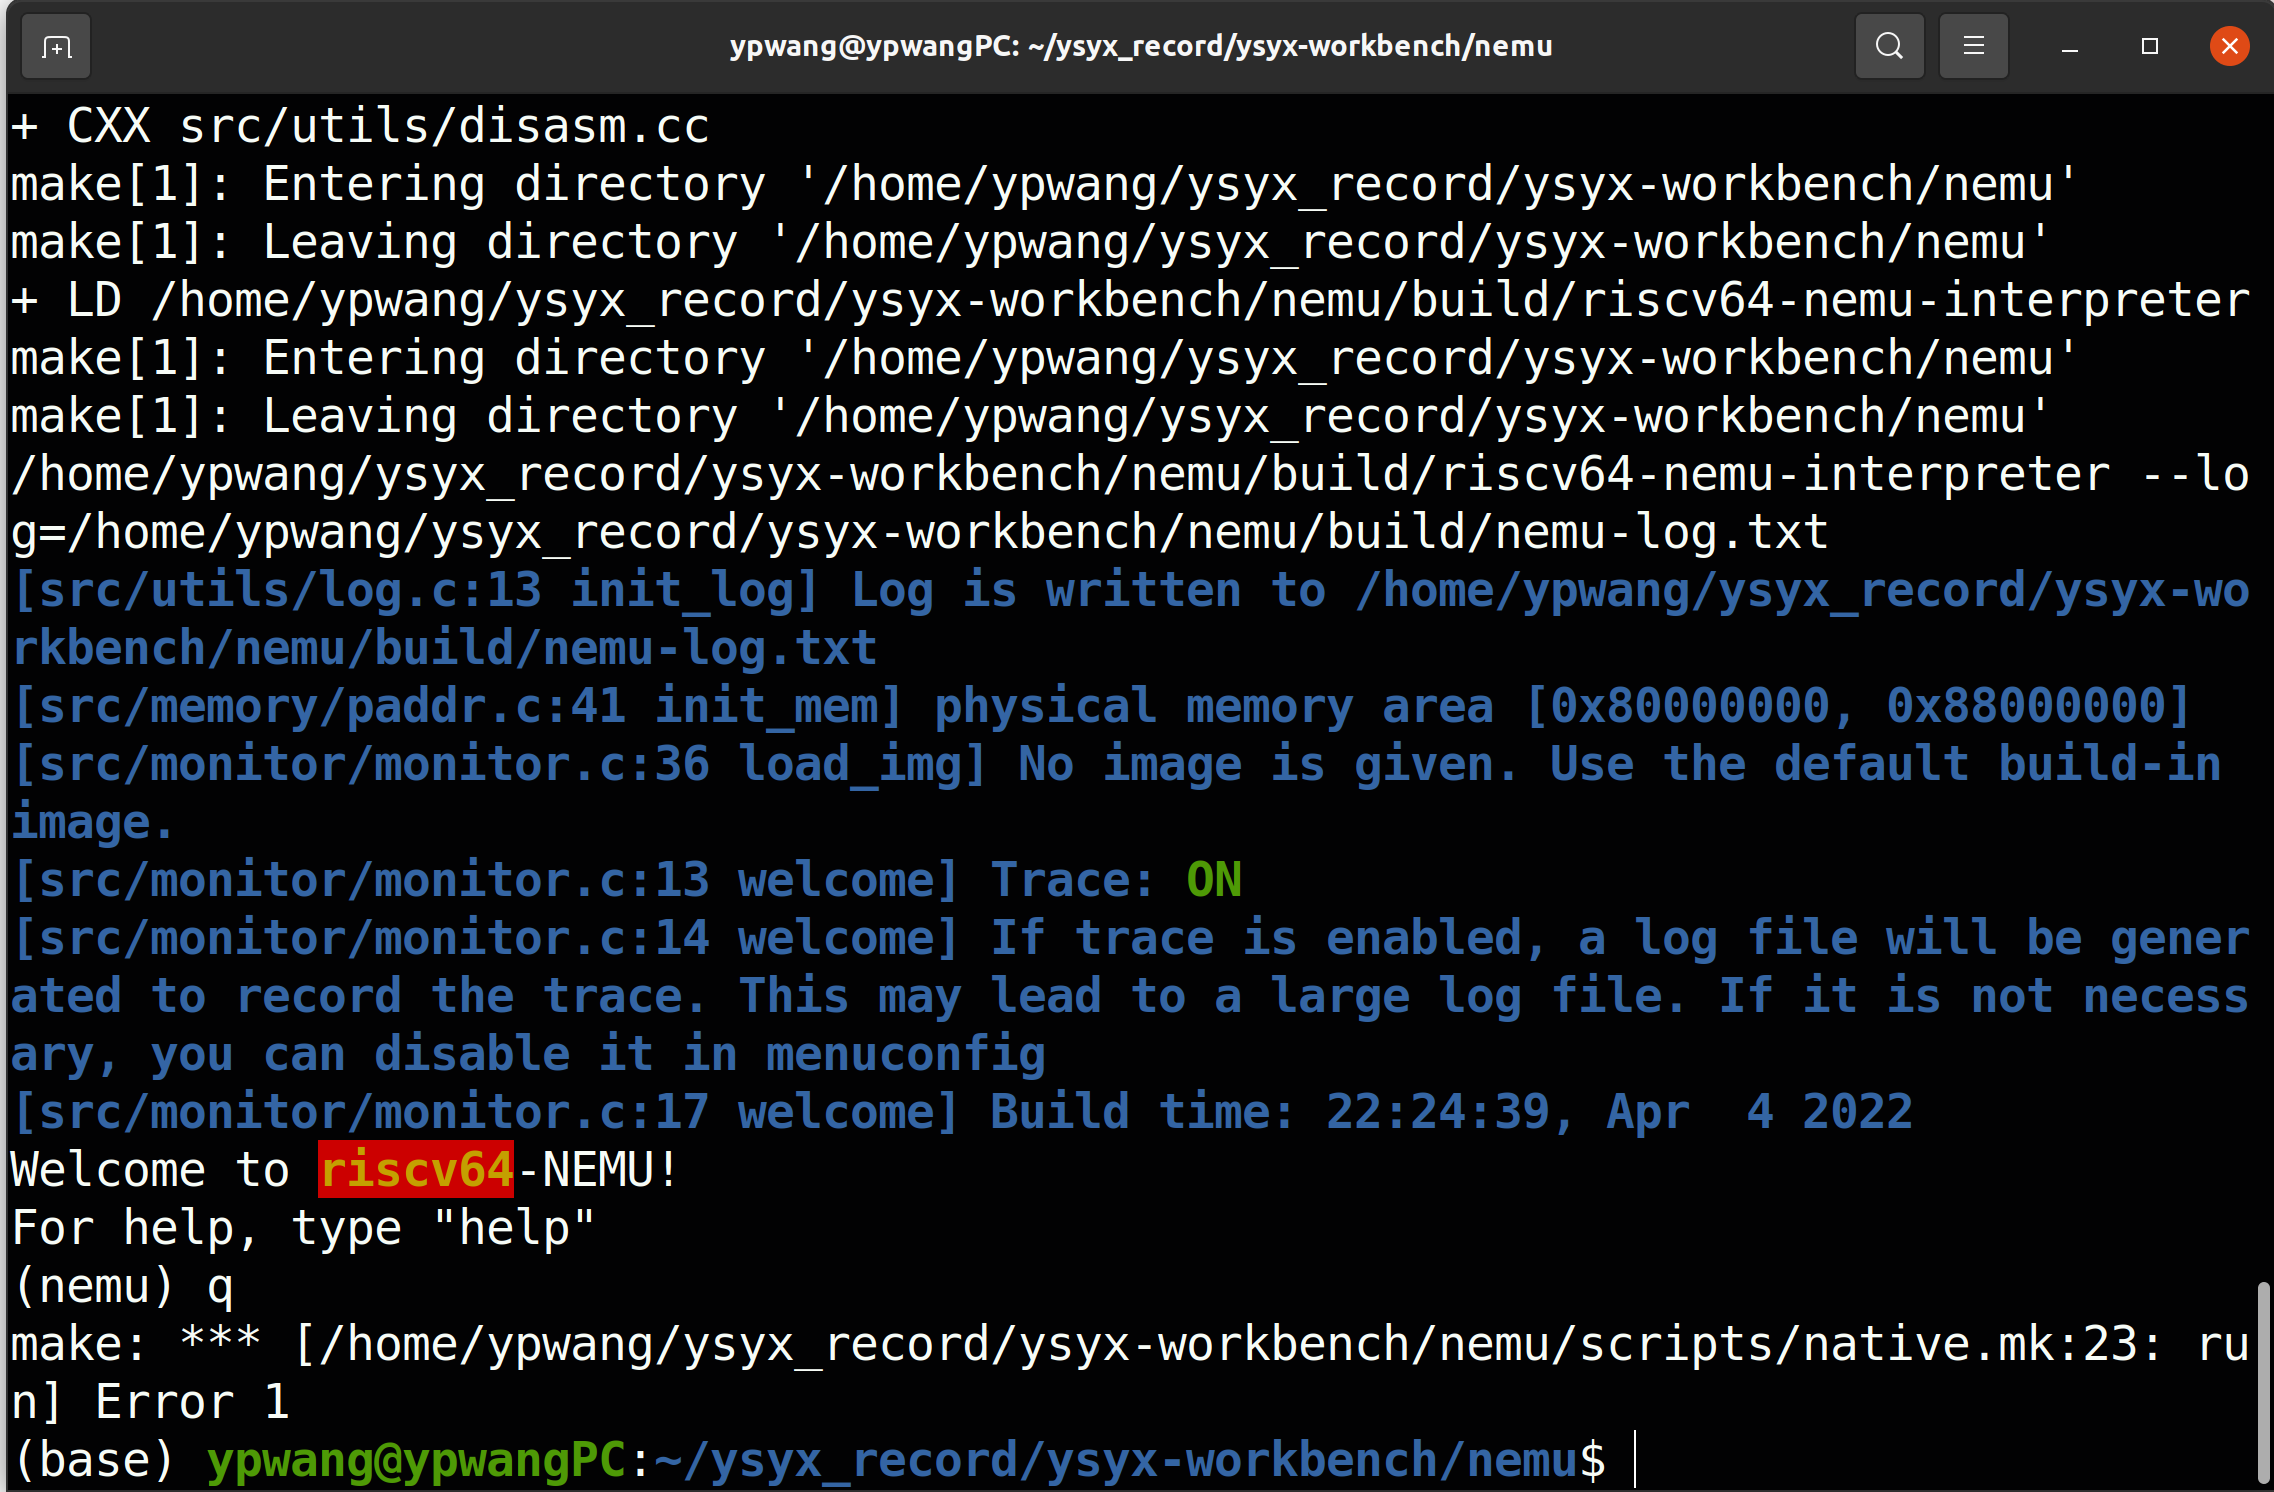 ypwang@ypwangPC: ~/ysyx_record/ysyx-workbench/nemu
+ CXX src/utils/disasm.cc
make[1]: Entering directory '/home/ypwang/ysyx_record/ysyx-workbench/nemu'
make[1]: Leaving directory '/home/ypwang/ysyx_record/ysyx-workbench/nemu'
+ LD /home/ypwang/ysyx_record/ysyx-workbench/nemu/build/riscv64-nemu-interpreter
make[1]: Entering directory '/home/ypwang/ysyx_record/ysyx-workbench/nemu'
make[1]: Leaving directory '/home/ypwang/ysyx_record/ysyx-workbench/nemu'
/home/ypwang/ysyx_record/ysyx-workbench/nemu/build/riscv64-nemu-interpreter --lo
g=/home/ypwang/ysyx_record/ysyx-workbench/nemu/build/nemu-log.txt
[src/utils/log.c:13 init_log] Log is written to /home/ypwang/ysyx_record/ysyx-wo
rkbench/nemu/build/nemu-log.txt
[src/memory/paddr.c:41 init_mem] physical memory area [0x80000000, 0x88000000]
[src/monitor/monitor.c:36 load_img] No image is given. Use the default build-in
image.
[src/monitor/monitor.c:13 welcome] Trace: ON
[src/monitor/monitor.c:14 welcome] If trace is enabled, a log file will be gener
ated to record the trace. This may lead to a large log file. If it is not necess
ary, you can disable it in menuconfig
[src/monitor/monitor.c:17 welcome] Build time: 22:24:39, Apr  4 2022
Welcome to riscv64-NEMU!
For help, type "help"
(nemu) q
make: *** [/home/ypwang/ysyx_record/ysyx-workbench/nemu/scripts/native.mk:23: ru
n] Error 1
(base) ypwang@ypwangPC:~/ysyx_record/ysyx-workbench/nemu$